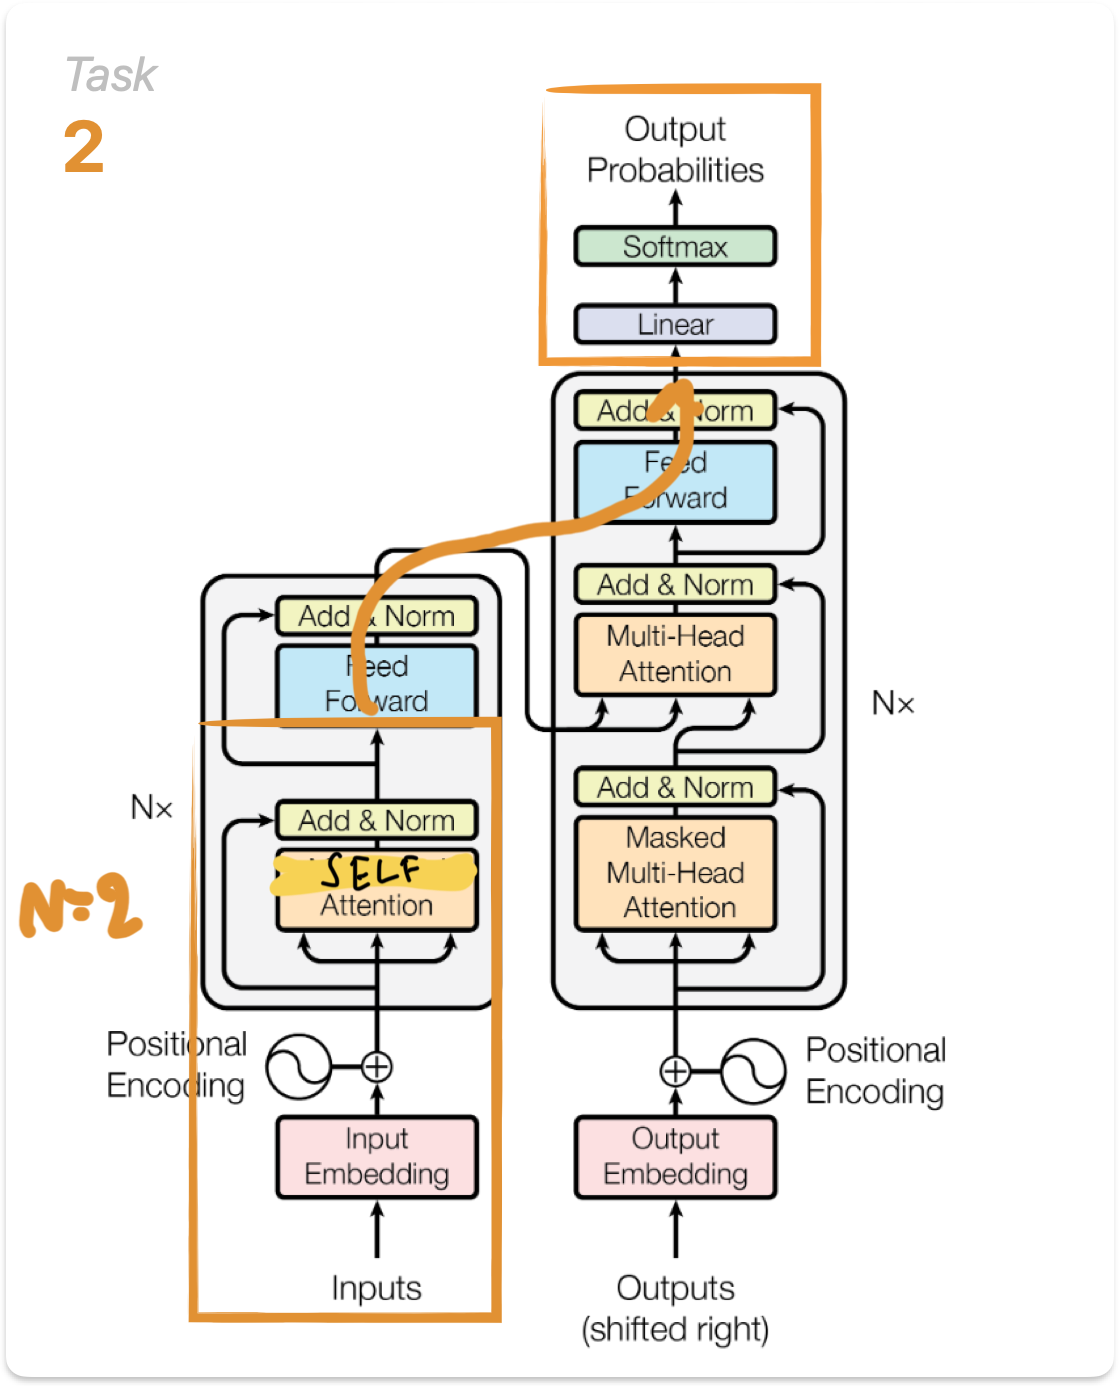 Task
2
Output
Probabilities
Softmax
Linear
Add & Norm
Feed
Forward
Add & Norm
Multi-Head
Attention
Add & Norm
Feed
Forward
N×
N×
Add & Norm
Masked
Multi-Head
Attention
Add & Norm
SELF
Attention
N=2
Positional
Encoding
Positional
Encoding
Input
Embedding
Output
Embedding
Inputs
Outputs
(shifted right)